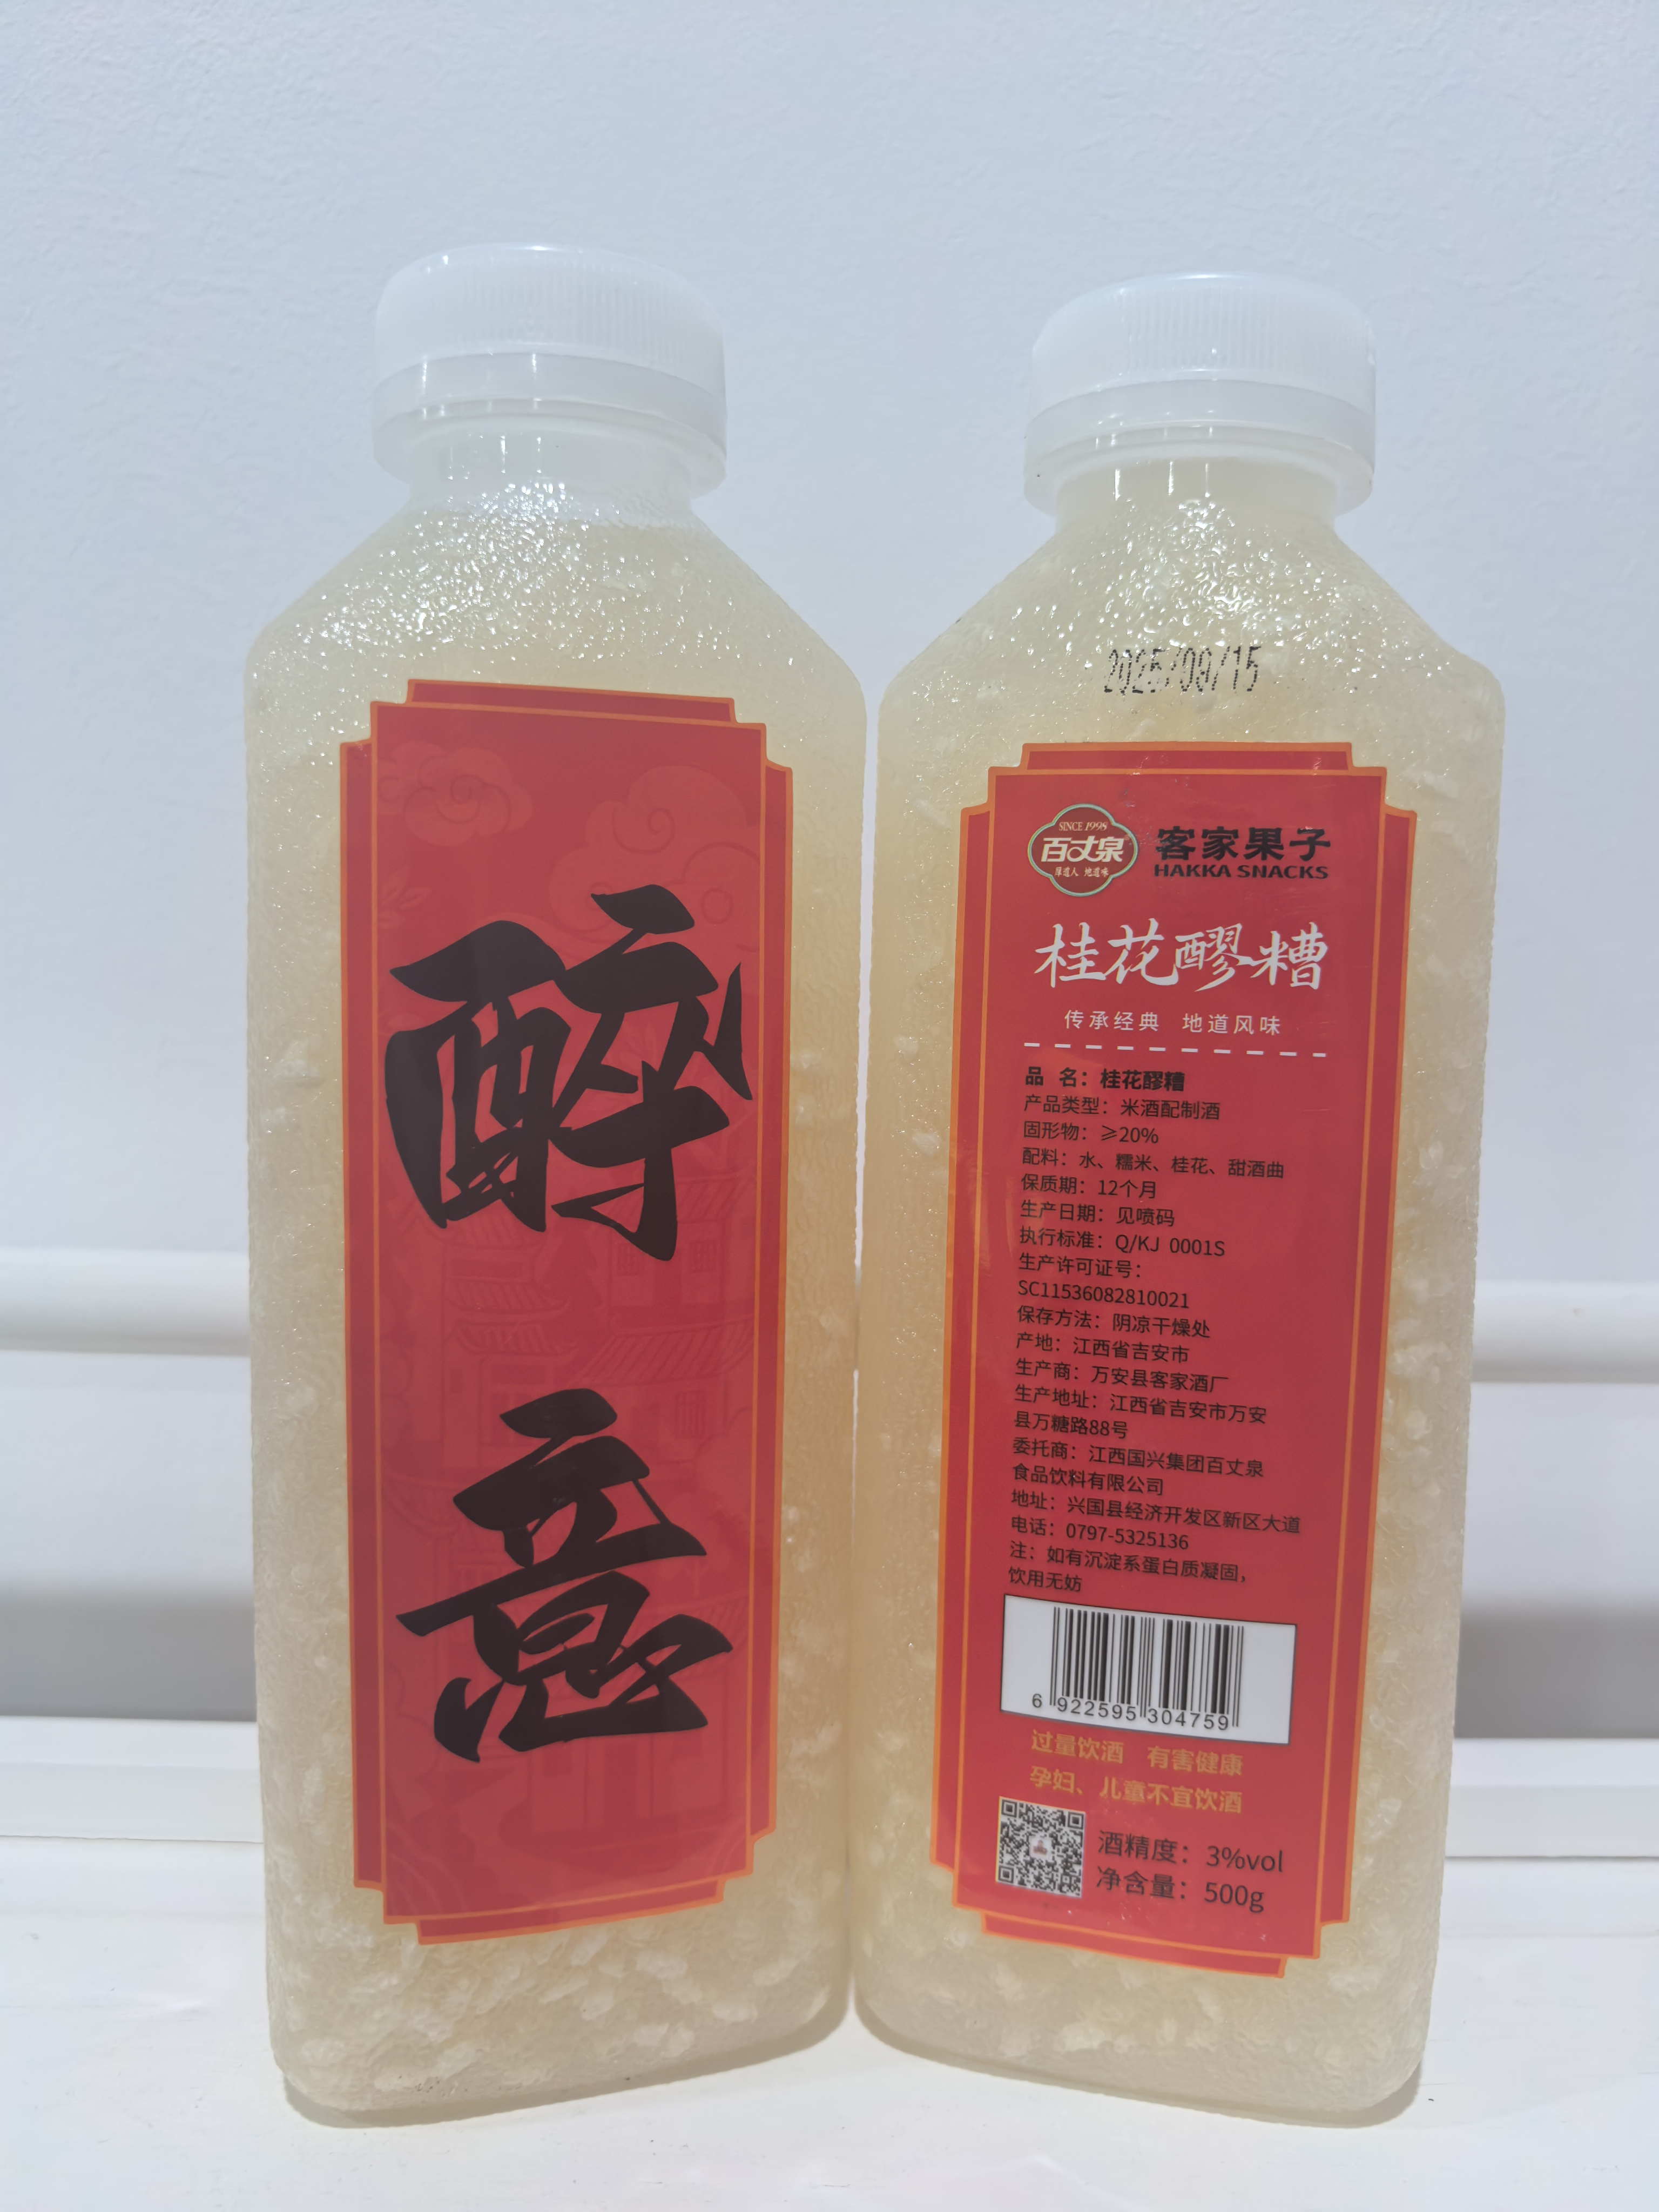 醉
意
2025/09/15
SINCE 1998
百丈泉
厚道人 地道味
客家果子
HAKKA SNACKS
桂花醪糟
传承经典 地道风味
品 名：桂花醪糟
产品类型：米酒配制酒
固形物：≥20%
配料：水、糯米、桂花、甜酒曲
保质期：12个月
生产日期：见喷码
执行标准：Q/KJ 0001S
生产许可证号：
SC11536082810021
保存方法：阴凉干燥处
产地：江西省吉安市
生产商：万安县客家酒厂
生产地址：江西省吉安市万安
县万糖路88号
委托商：江西国兴集团百丈泉
食品饮料有限公司
地址：兴国县经济开发区新区大道
电话：0797-5325136
注：如有沉淀系蛋白质凝固，
饮用无妨
6 922595 304759
过量饮酒 有害健康
孕妇、儿童不宜饮酒
酒精度：3%vol
净含量：500g